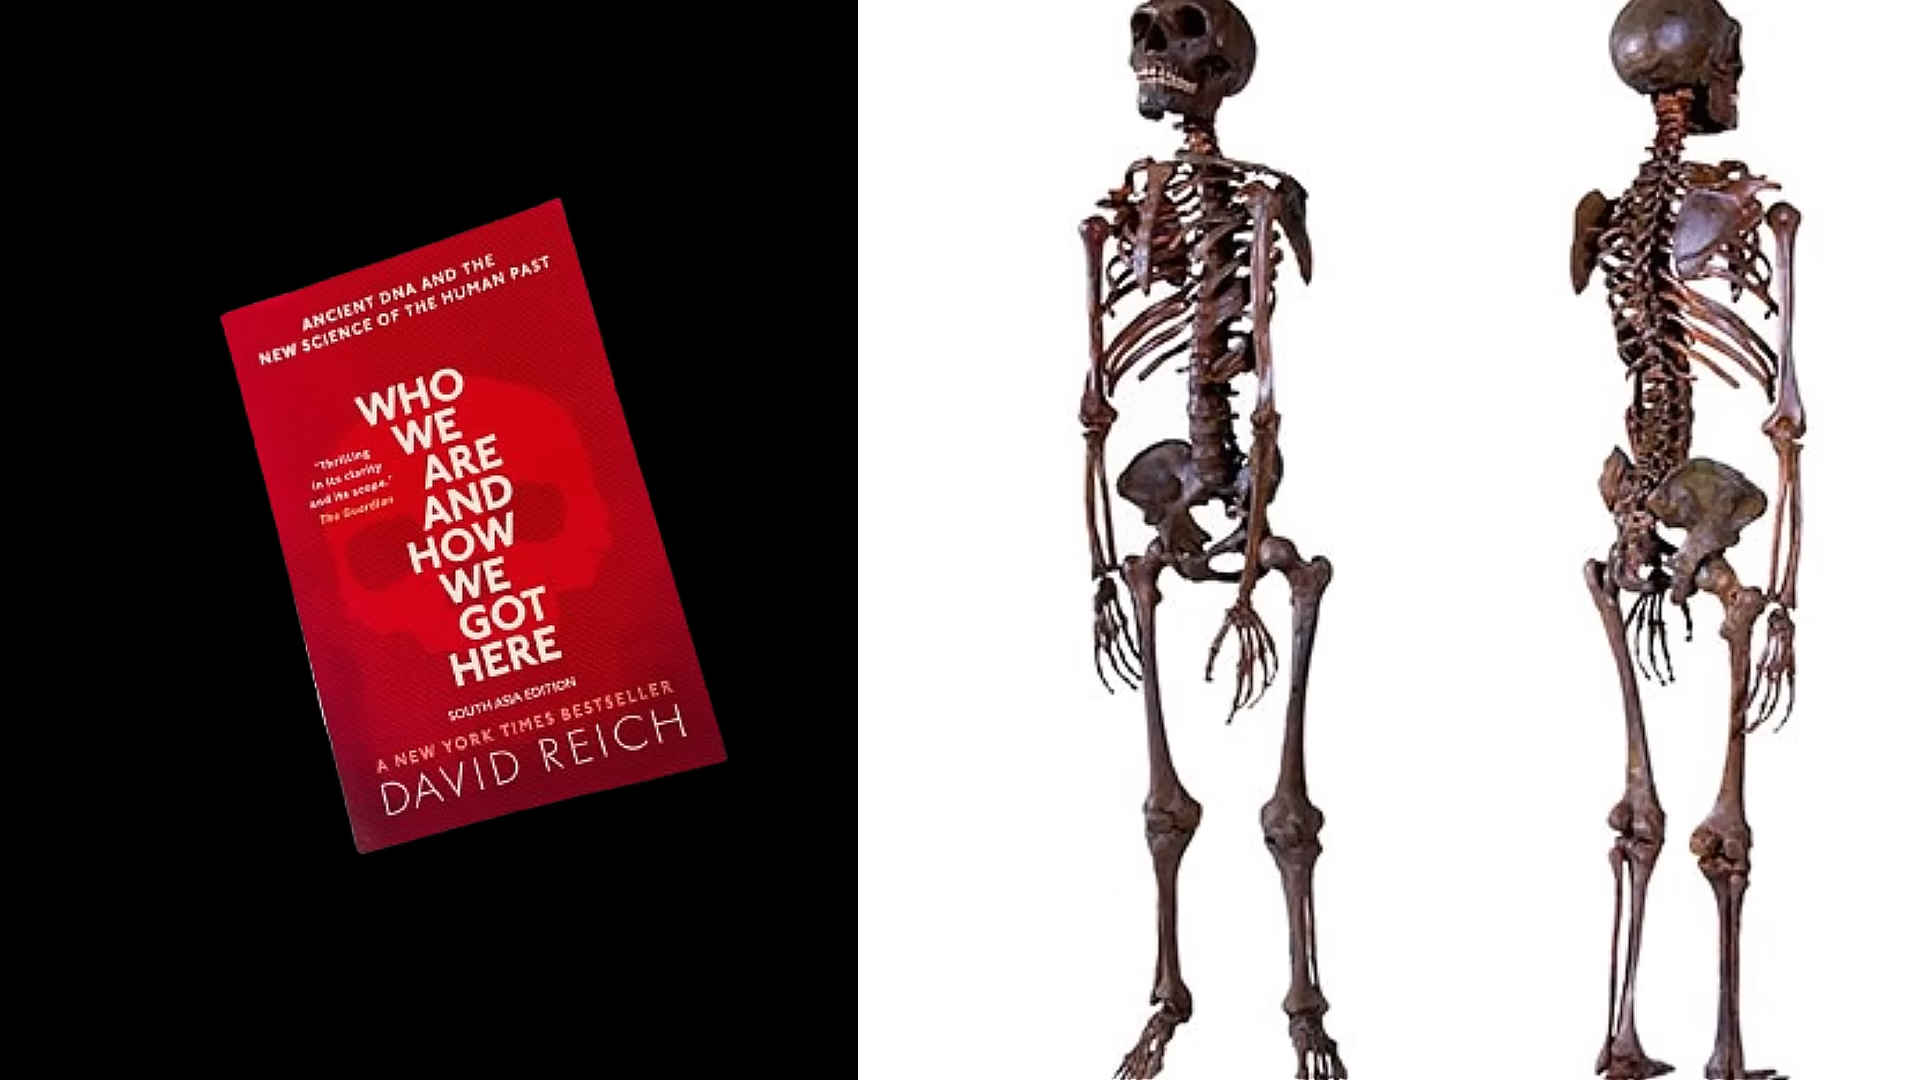 ANCIENT DNA AND THE
NEW SCIENCE OF THE HUMAN PAST
WHO
WE
ARE
AND
HOW
WE
GOT
HERE
"Thrilling
in its clarity
and its scope."
The Guardian
SOUTH ASIA EDITION
A NEW YORK TIMES BESTSELLER
DAVID REICH